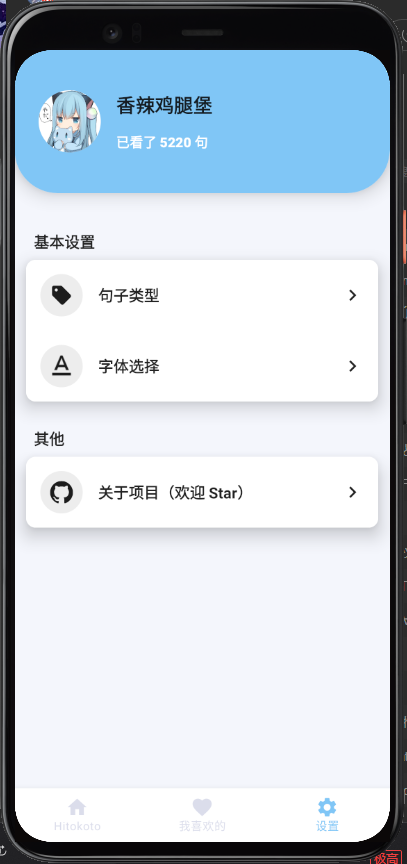 香辣鸡腿堡
已看了 5220 句
基本设置
句子类型
字体选择
其他
关于项目（欢迎 Star）
Hitokoto
我喜欢的
设置
极高